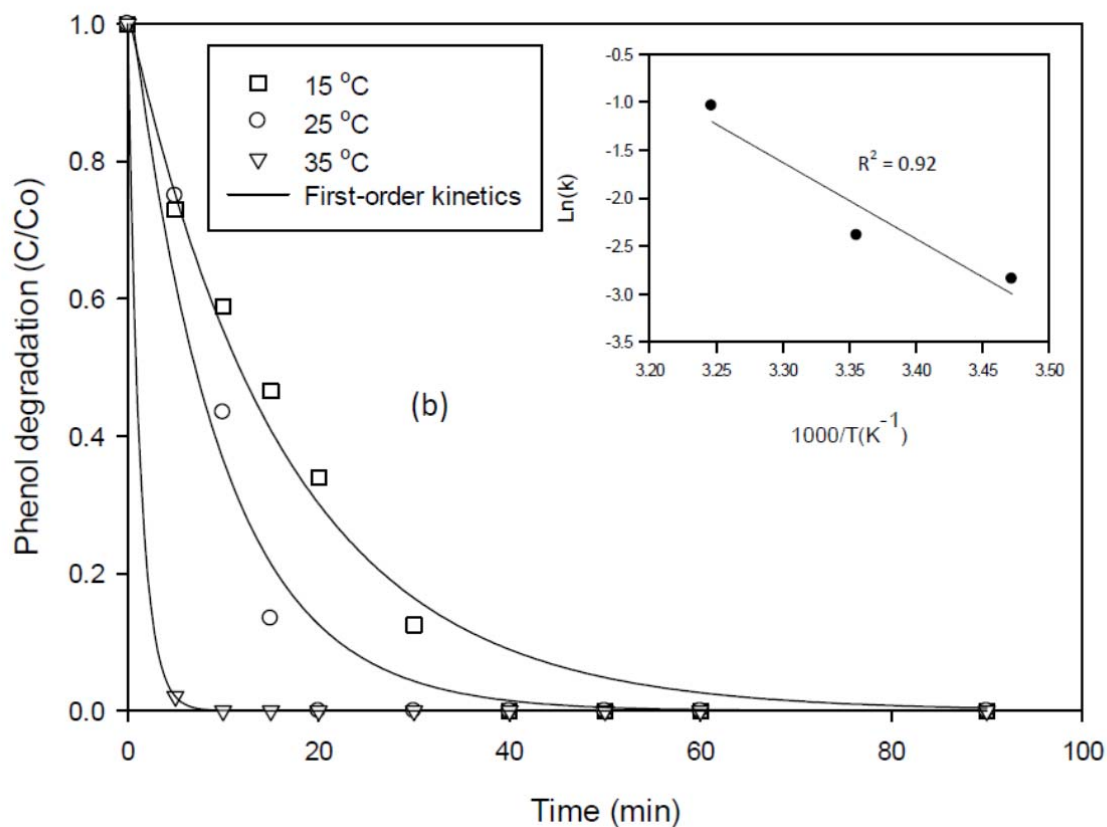 Phenol degradation (C/Co)
1.0
0.8
0.6
0.4
0.2
0.0
0
20
40
60
80
100
Time (min)
15 °C
25 °C
35 °C
First-order kinetics
(b)
Ln(k)
-0.5
-1.0
-1.5
-2.0
-2.5
-3.0
-3.5
R² = 0.92
3.20
3.25
3.30
3.35
3.40
3.45
3.50
1000/T(K⁻¹)